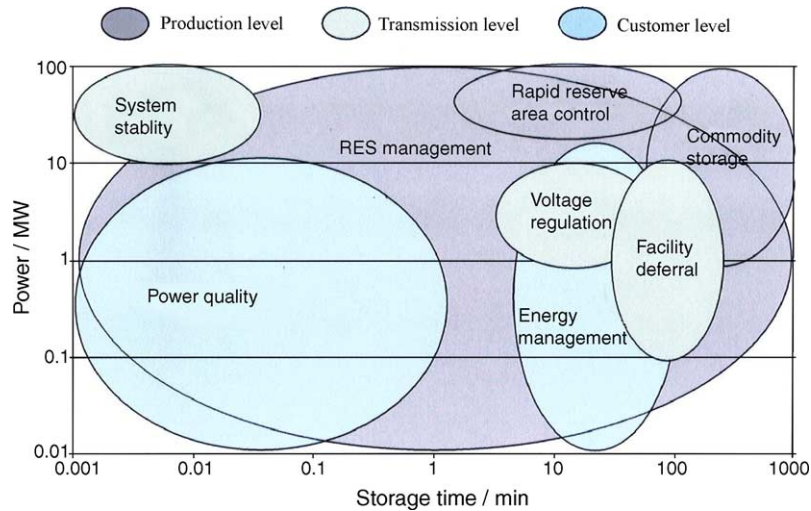 Production level
Transmission level
Customer level
Power / MW
100
10
1
0.1
0.01
System
stablity
RES management
Rapid reserve
area control
Commodity
storage
Voltage
regulation
Facility
deferral
Power quality
Energy
management
0.001
0.01
0.1
1
10
100
1000
Storage time / min